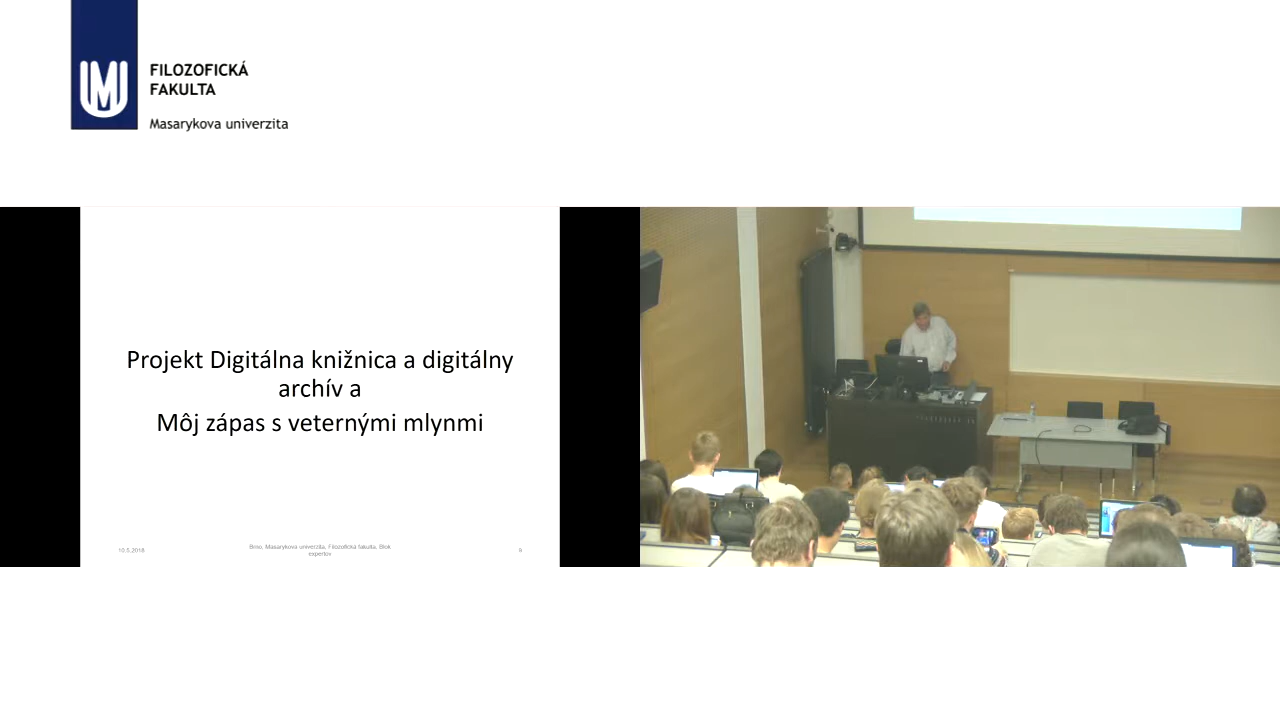 FILOZOFICKÁ
FAKULTA
Masarykova univerzita
Projekt Digitálna knižnica a digitálny
archív a
Môj zápas s veternými mlynmi
10.5.2018
Brno, Masarykova univerzita, Filozofická fakulta, Blok
expertov